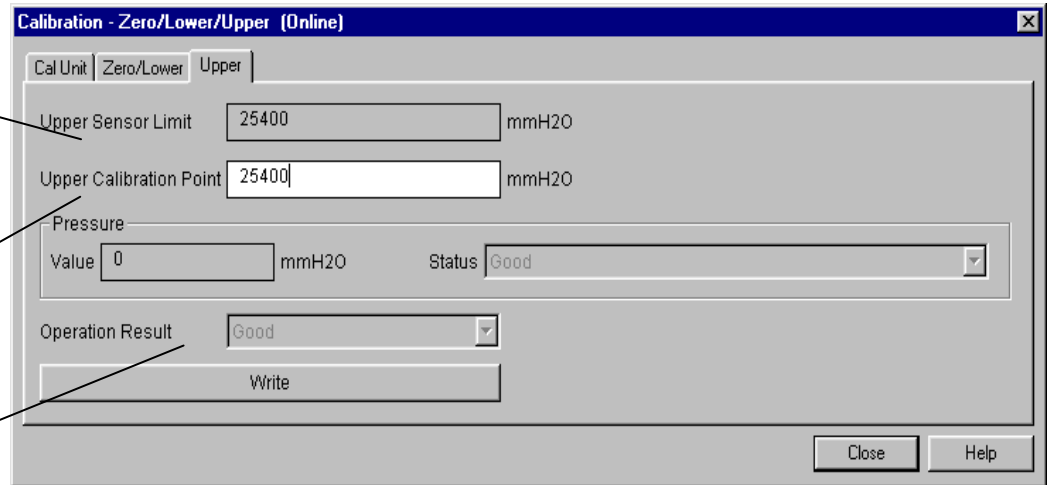 Calibration - Zero/Lower/Upper (Online)
Cal Unit Zero/Lower Upper
Upper Sensor Limit 25400 mmH2O
Upper Calibration Point 25400 mmH2O
Pressure
Value 0 mmH2O Status Good
Operation Result Good
Write
Close Help